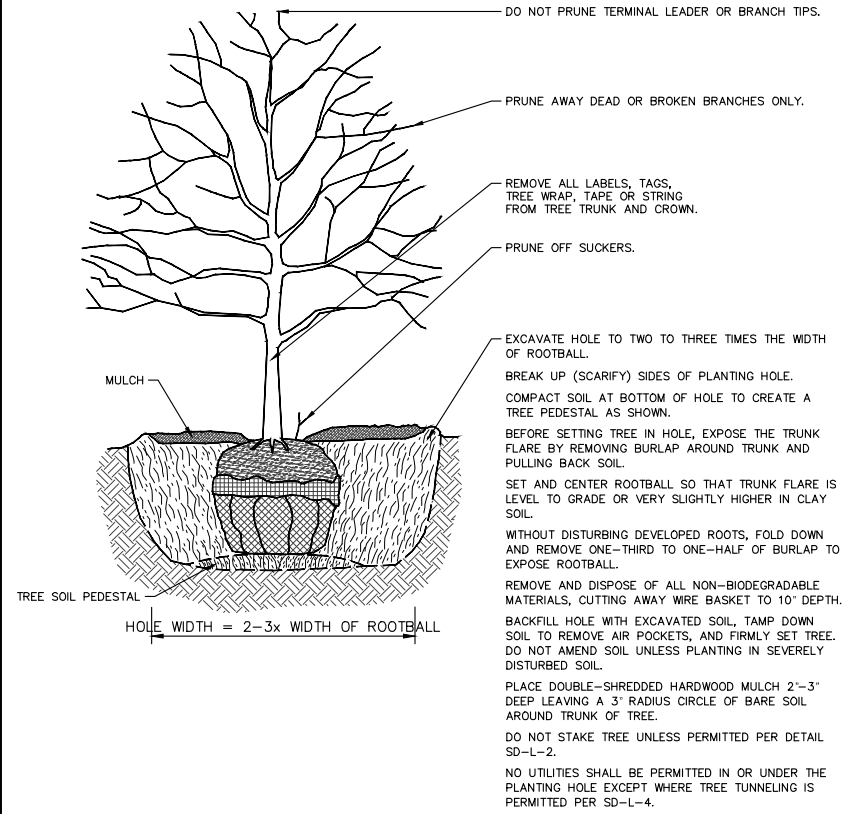 DO NOT PRUNE TERMINAL LEADER OR BRANCH TIPS.
PRUNE AWAY DEAD OR BROKEN BRANCHES ONLY.
REMOVE ALL LABELS, TAGS,
TREE WRAP, TAPE OR STRING
FROM TREE TRUNK AND CROWN.
PRUNE OFF SUCKERS.
MULCH
TREE SOIL PEDESTAL
HOLE WIDTH = 2-3x WIDTH OF ROOTBALL
EXCAVATE HOLE TO TWO TO THREE TIMES THE WIDTH
OF ROOTBALL.
BREAK UP (SCARIFY) SIDES OF PLANTING HOLE.
COMPACT SOIL AT BOTTOM OF HOLE TO CREATE A
TREE PEDESTAL AS SHOWN.
BEFORE SETTING TREE IN HOLE, EXPOSE THE TRUNK
FLARE BY REMOVING BURLAP AROUND TRUNK AND
PULLING BACK SOIL.
SET AND CENTER ROOTBALL SO THAT TRUNK FLARE IS
LEVEL TO GRADE OR VERY SLIGHTLY HIGHER IN CLAY
SOIL.
WITHOUT DISTURBING DEVELOPED ROOTS, FOLD DOWN
AND REMOVE ONE-THIRD TO ONE-HALF OF BURLAP TO
EXPOSE ROOTBALL.
REMOVE AND DISPOSE OF ALL NON-BIODEGRADABLE
MATERIALS, CUTTING AWAY WIRE BASKET TO 10" DEPTH.
BACKFILL HOLE WITH EXCAVATED SOIL, TAMP DOWN
SOIL TO REMOVE AIR POCKETS, AND FIRMLY SET TREE.
DO NOT AMEND SOIL UNLESS PLANTING IN SEVERELY
DISTURBED SOIL.
PLACE DOUBLE-SHREDDED HARDWOOD MULCH 2"-3"
DEEP LEAVING A 3" RADIUS CIRCLE OF BARE SOIL
AROUND TRUNK OF TREE.
DO NOT STAKE TREE UNLESS PERMITTED PER DETAIL
SD-L-2.
NO UTILITIES SHALL BE PERMITTED IN OR UNDER THE
PLANTING HOLE EXCEPT WHERE TREE TUNNELING IS
PERMITTED PER SD-L-4.